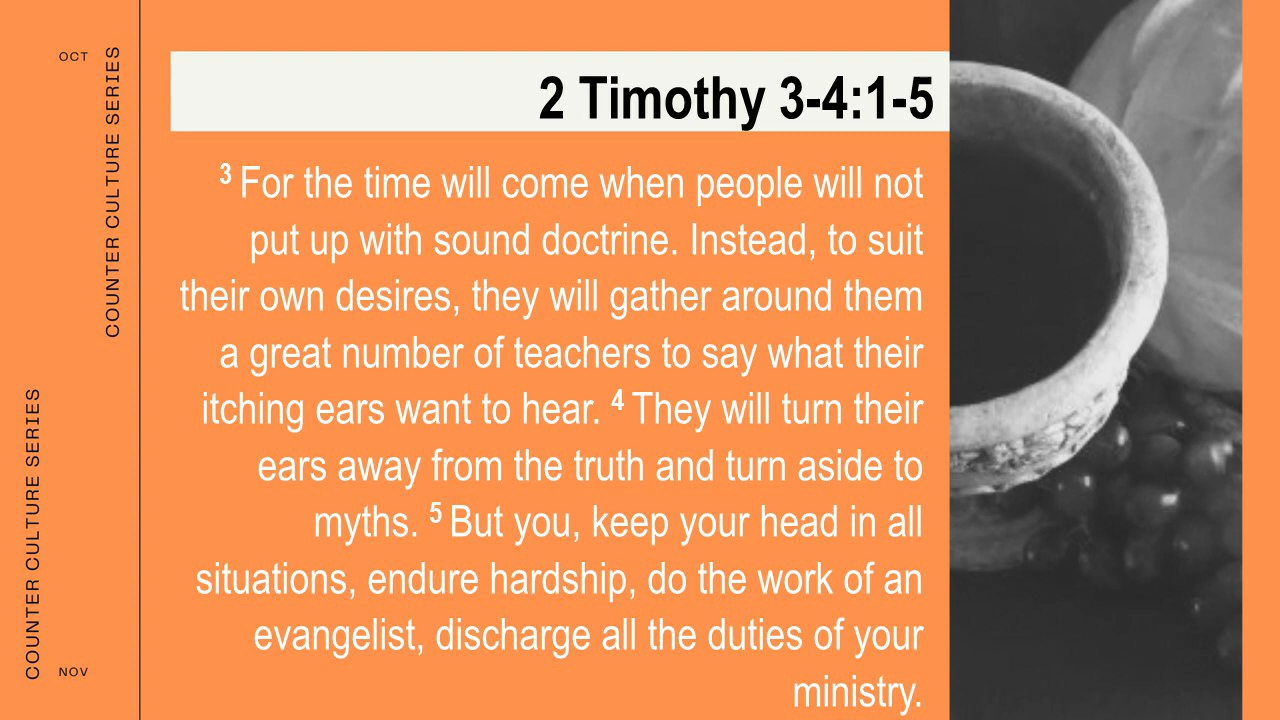 OCT
COUNTER CULTURE SERIES
COUNTER CULTURE SERIES
NOV
2 Timothy 3-4:1-5
3 For the time will come when people will not
put up with sound doctrine. Instead, to suit
their own desires, they will gather around them
a great number of teachers to say what their
itching ears want to hear. 4 They will turn their
ears away from the truth and turn aside to
myths. 5 But you, keep your head in all
situations, endure hardship, do the work of an
evangelist, discharge all the duties of your
ministry.